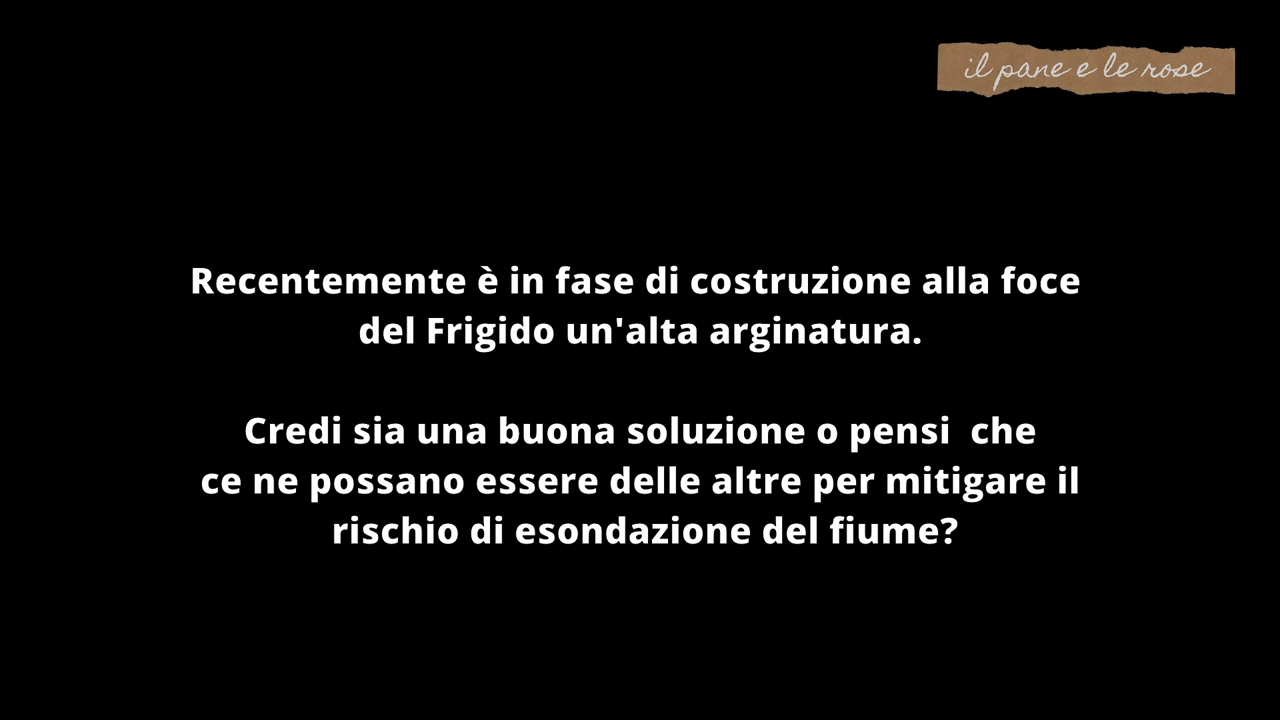 il pane e le rose
Recentemente è in fase di costruzione alla foce
del Frigido un'alta arginatura.
Credi sia una buona soluzione o pensi  che
ce ne possano essere delle altre per mitigare il
rischio di esondazione del fiume?